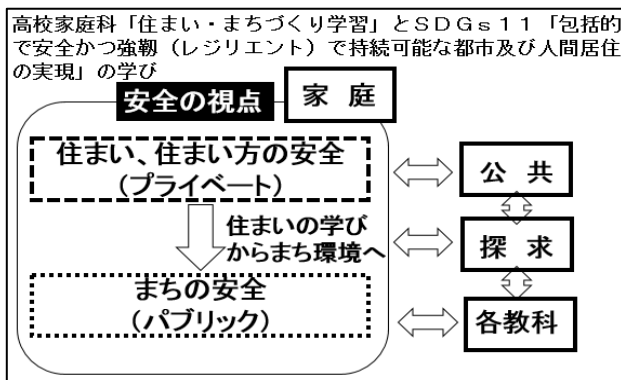 高校家庭科「住まい・まちづくり学習」とSDGs11「包括的
で安全かつ強靱(レジリエント)で持続可能な都市及び人間居住
の実現」の学び
安全の視点
家 庭
住まい、住まい方の安全
(プライベート)
住まいの学び
からまち環境へ
まちの安全
(パブリック)
公 共
探 求
各教科